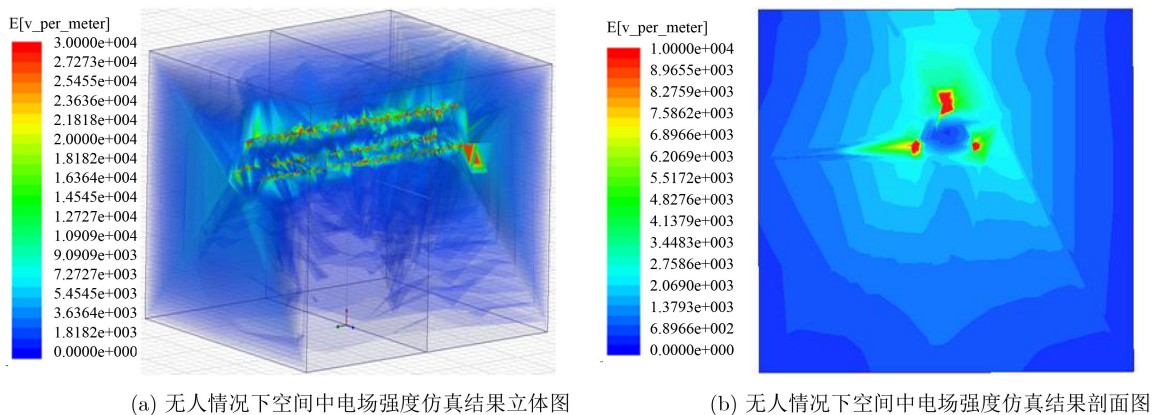 E[v_per_meter]
3.0000e+004
2.7273e+004
2.5455e+004
2.3636e+004
2.1818e+004
2.0000e+004
1.8182e+004
1.6364e+004
1.4545e+004
1.2727e+004
1.0909e+004
9.0909e+003
7.2727e+003
5.4545e+003
3.6364e+003
1.8182e+003
0.0000e+000
(a) 无人情况下空间中电场强度仿真结果立体图
E[v_per_meter]
1.0000e+004
8.9655e+003
8.2759e+003
7.5862e+003
6.8966e+003
6.2069e+003
5.5172e+003
4.8276e+003
4.1379e+003
3.4483e+003
2.7586e+003
2.0690e+003
1.3793e+003
6.8966e+002
0.0000e+000
(b) 无人情况下空间中电场强度仿真结果剖面图